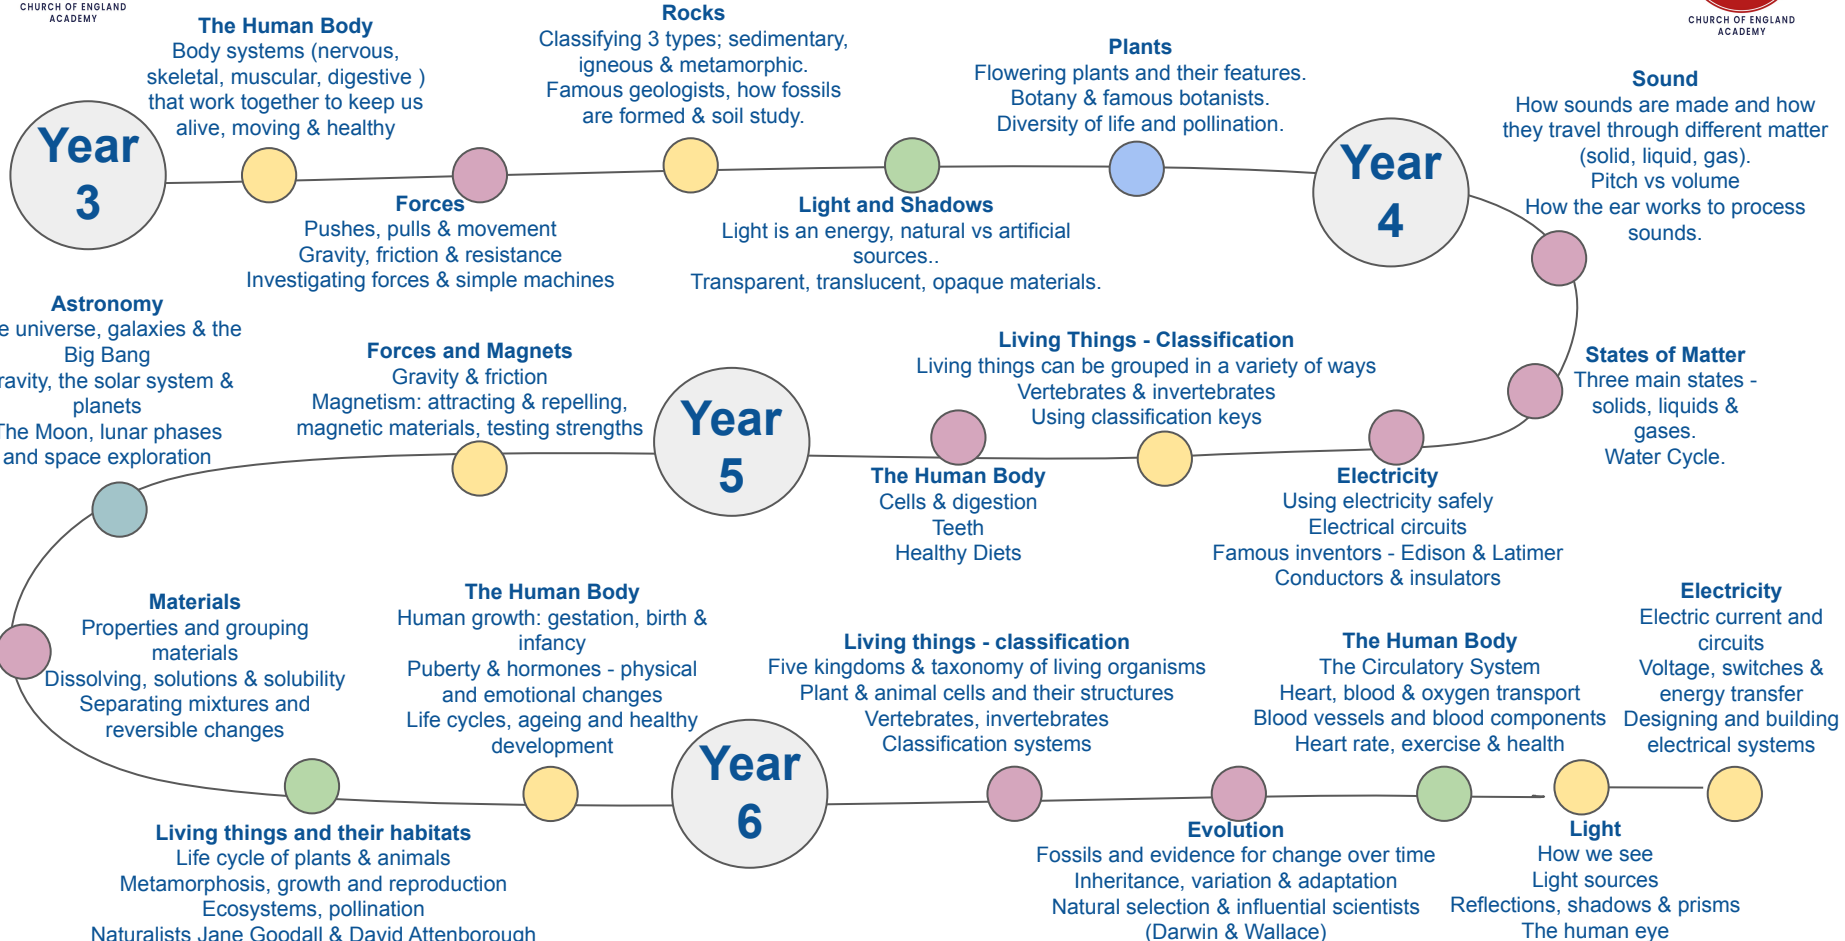 CHURCH OF ENGLAND
ACADEMY
CHURCH OF ENGLAND
ACADEMY
Year
3
The Human Body
Body systems (nervous,
skeletal, muscular, digestive )
that work together to keep us
alive, moving & healthy
Forces
Pushes, pulls & movement
Gravity, friction & resistance
Investigating forces & simple machines
Rocks
Classifying 3 types; sedimentary,
igneous & metamorphic.
Famous geologists, how fossils
are formed & soil study.
Light and Shadows
Light is an energy, natural vs artificial
sources..
Transparent, translucent, opaque materials.
Plants
Flowering plants and their features.
Botany & famous botanists.
Diversity of life and pollination.
Year
4
Sound
How sounds are made and how
they travel through different matter
(solid, liquid, gas).
Pitch vs volume
How the ear works to process
sounds.
States of Matter
Three main states -
solids, liquids &
gases.
Water Cycle.
Electricity
Using electricity safely
Electrical circuits
Famous inventors - Edison & Latimer
Conductors & insulators
Living Things - Classification
Living things can be grouped in a variety of ways
Vertebrates & invertebrates
Using classification keys
The Human Body
Cells & digestion
Teeth
Healthy Diets
Year
5
Forces and Magnets
Gravity & friction
Magnetism: attracting & repelling,
magnetic materials, testing strengths
Astronomy
universe, galaxies & the
Big Bang
the solar system &
planets
The Moon, lunar phases
and space exploration
Materials
Properties and grouping
materials
Dissolving, solutions & solubility
Separating mixtures and
reversible changes
Living things and their habitats
Life cycle of plants & animals
Metamorphosis, growth and reproduction
Ecosystems, pollination
Naturalists Jane Goodall & David Attenborough
The Human Body
Human growth: gestation, birth &
infancy
Puberty & hormones - physical
and emotional changes
Life cycles, ageing and healthy
development
Year
6
Living things - classification
Five kingdoms & taxonomy of living organisms
Plant & animal cells and their structures
Vertebrates, invertebrates
Classification systems
Evolution
Fossils and evidence for change over time
Inheritance, variation & adaptation
Natural selection & influential scientists
(Darwin & Wallace)
The Human Body
The Circulatory System
Heart, blood & oxygen transport
Blood vessels and blood components
Heart rate, exercise & health
Light
How we see
Light sources
Reflections, shadows & prisms
The human eye
Electricity
Electric current and
circuits
Voltage, switches &
energy transfer
Designing and building
electrical systems